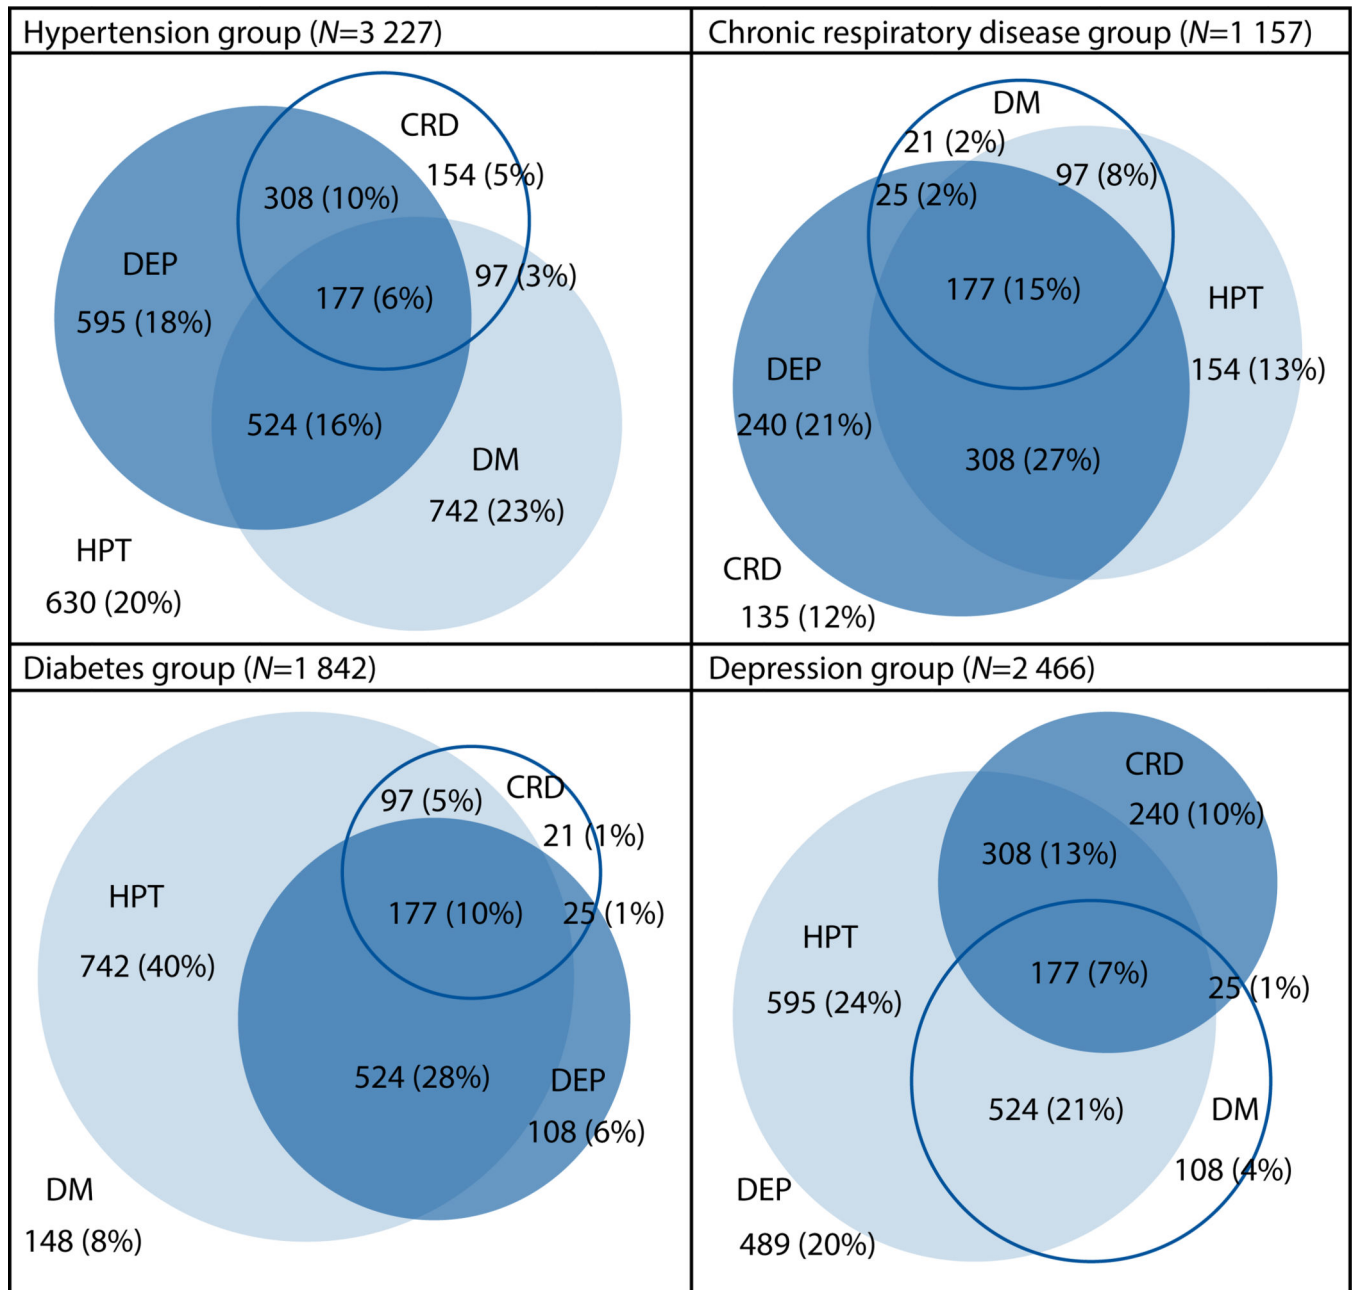 Hypertension group (N=3 227)
CRD
154 (5%)
308 (10%)
DEP
595 (18%)
97 (3%)
177 (6%)
524 (16%)
DM
742 (23%)
HPT
630 (20%)
Chronic respiratory disease group (N=1 157)
DM
21 (2%)
97 (8%)
25 (2%)
177 (15%)
HPT
154 (13%)
DEP
240 (21%)
308 (27%)
CRD
135 (12%)
Diabetes group (N=1 842)
CRD
97 (5%)
21 (1%)
HPT
177 (10%)
25 (1%)
742 (40%)
524 (28%)
DEP
108 (6%)
DM
148 (8%)
Depression group (N=2 466)
CRD
240 (10%)
308 (13%)
HPT
595 (24%)
177 (7%)
25 (1%)
524 (21%)
DM
108 (4%)
DEP
489 (20%)